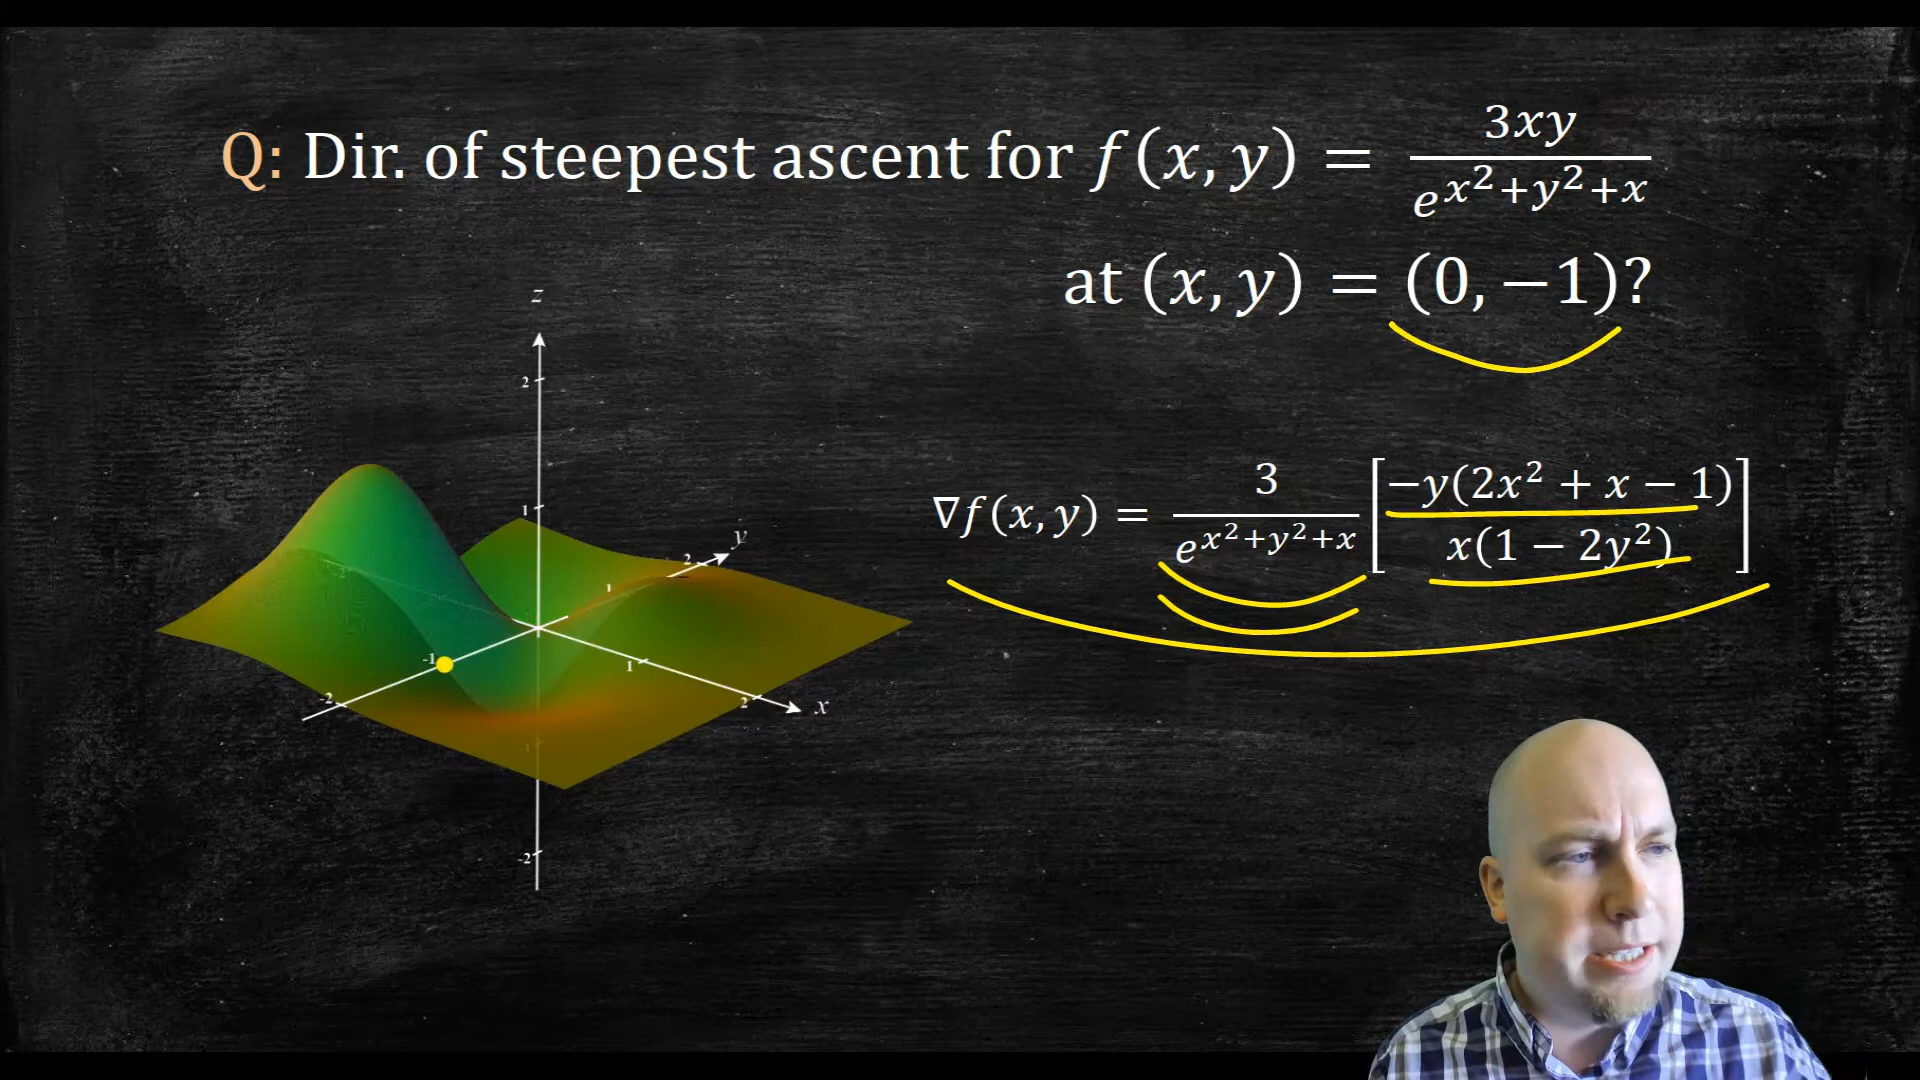 Q: Dir. of steepest ascent for f(x, y) = 3xy / e^{x²+y²+x}
at (x, y) = (0, −1)?
∇f(x, y) = 3 / e^{x²+y²+x} [−y(2x² + x − 1)
x(1 − 2y²)]
z
2
1
y
2
1
-2
-1
1
-2
2
x
1
-2